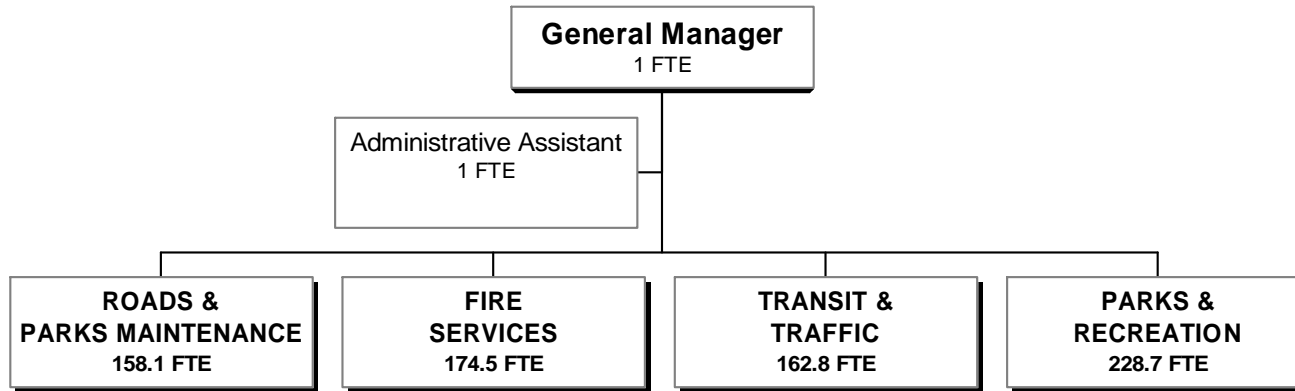 General Manager
1 FTE
Administrative Assistant
1 FTE
ROADS &
PARKS MAINTENANCE
158.1 FTE
FIRE
SERVICES
174.5 FTE
TRANSIT &
TRAFFIC
162.8 FTE
PARKS &
RECREATION
228.7 FTE